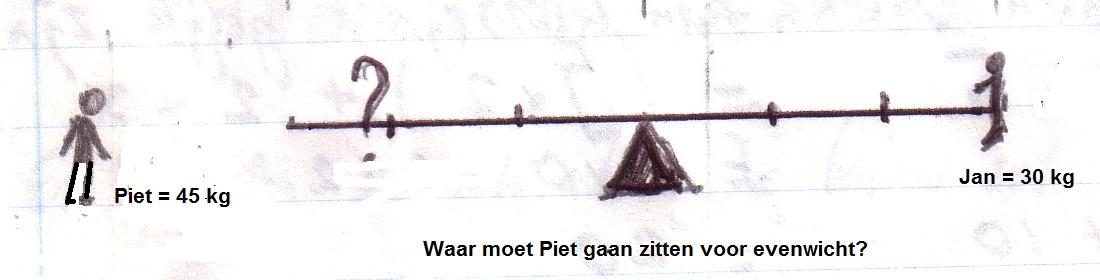 ?
Piet = 45 kg
Jan = 30 kg
Waar moet Piet gaan zitten voor evenwicht?